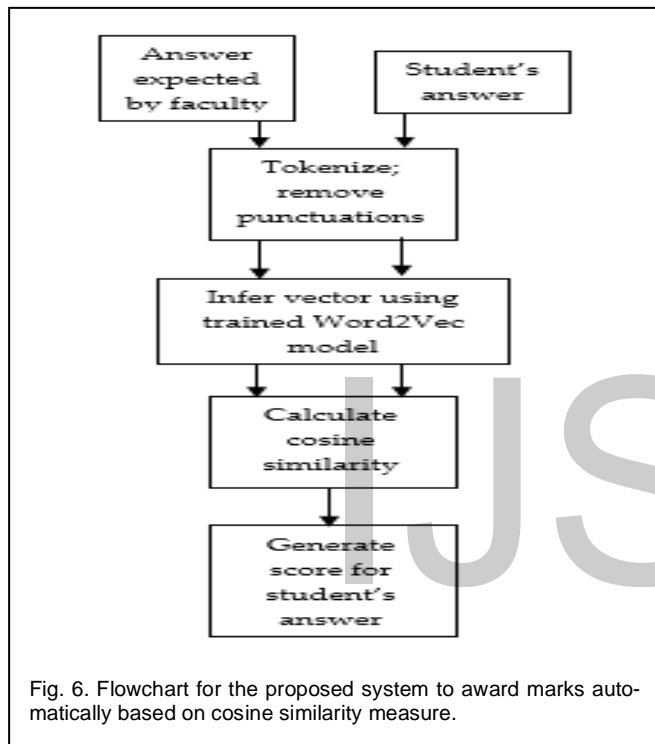 Answer
expected
by faculty
Student's
answer
Tokenize;
remove
punctuations
Infer vector using
trained Word2Vec
model
Calculate
cosine
similarity
Generate
score for
student's
answer
IJS
Fig. 6. Flowchart for the proposed system to award marks auto-
matically based on cosine similarity measure.